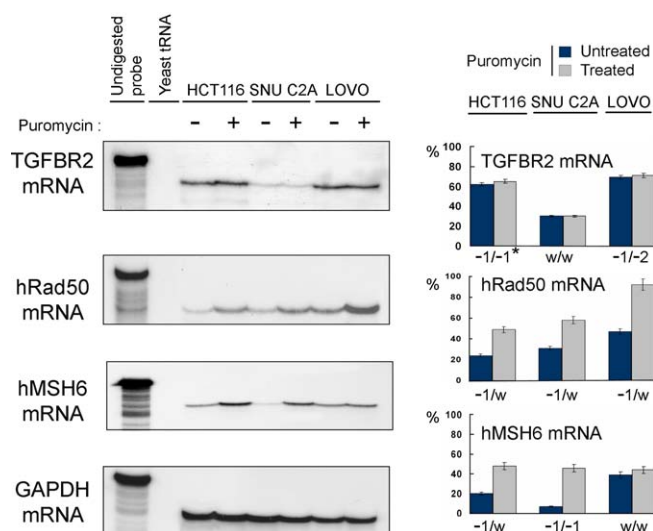 Undigested
probe
Yeast tRNA
HCT116 SNU C2A LOVO
Puromycin : - + - + - +
TGFBR2
mRNA
hRad50
mRNA
hMSH6
mRNA
GAPDH
mRNA
Puromycin
Untreated
Treated
HCT116 SNU C2A LOVO
%
TGFBR2 mRNA
100
80
60
40
20
0
-1/-1* w/w -1/-2
%
hRad50 mRNA
100
80
60
40
20
0
-1/w -1/w -1/w
%
hMSH6 mRNA
100
80
60
40
20
0
-1/w -1/-1 w/w